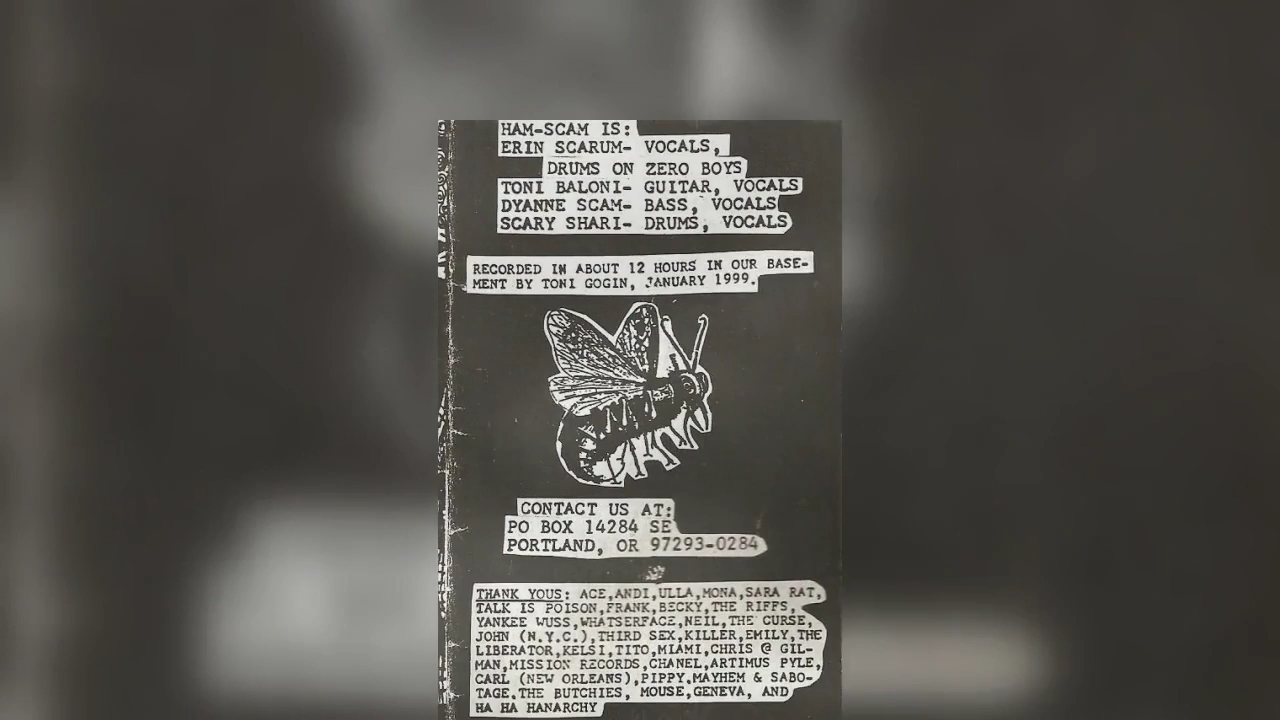 HAM-SCAM IS:
ERIN SCARUM- VOCALS,
DRUMS ON ZERO BOYS
TONI BALONI- GUITAR, VOCALS
DYANNE SCAM- BASS, VOCALS
SCARY SHARI- DRUMS, VOCALS
RECORDED IN ABOUT 12 HOURS IN OUR BASE-
MENT BY TONI GOGIN, JANUARY 1999.
CONTACT US AT:
PO BOX 14284 SE
PORTLAND, OR 97293-0284
THANK YOUS: ACE,ANDI,ULLA,MONA,SARA RAT,
TALK IS POISON,FRANK,BECKY,THE RIFFS,
YANKEE WUSS,WHATSERFACE,NEIL,THE CURSE,
JOHN (N.Y.C.),THIRD SEX,KILLER,EMILY,THE
LIBERATOR,KELSI,TITO,MIAMI,CHRIS @ GIL-
MAN,MISSION RECORDS,CHANEL,ARTIMUS PYLE,
CARL (NEW ORLEANS),PIPPY,MAYHEM & SABO-
TAGE,THE BUTCHIES, MOUSE,GENEVA, AND
HA HA HANARCHY